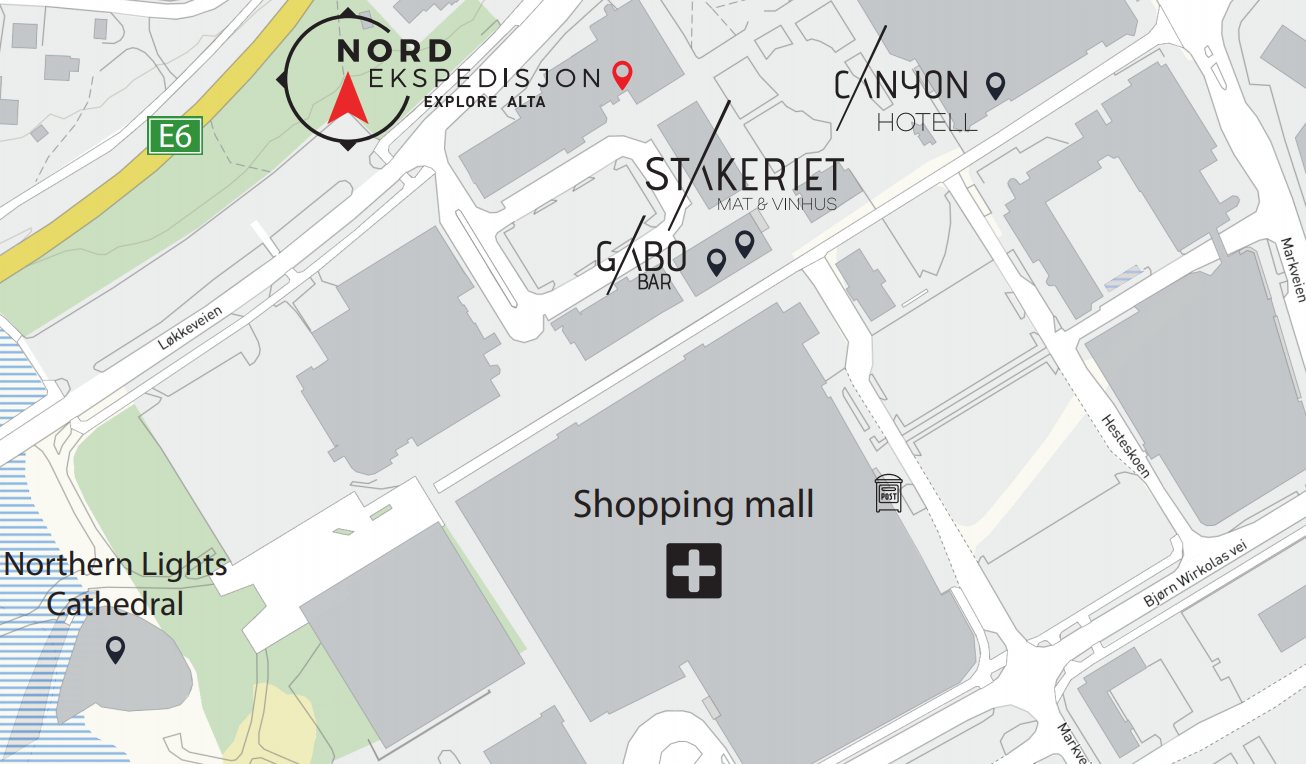 NORD
EKSPEDISJON
EXPLORE ALTA
E6
CANYON
HOTELL
STAKERIET
MAT & VINHUS
GABO
BAR
Løkkeveien
Markveien
Hesteskoen
Shopping mall
POST
Northern Lights
Cathedral
Bjørn Wirkolas vei
Markve